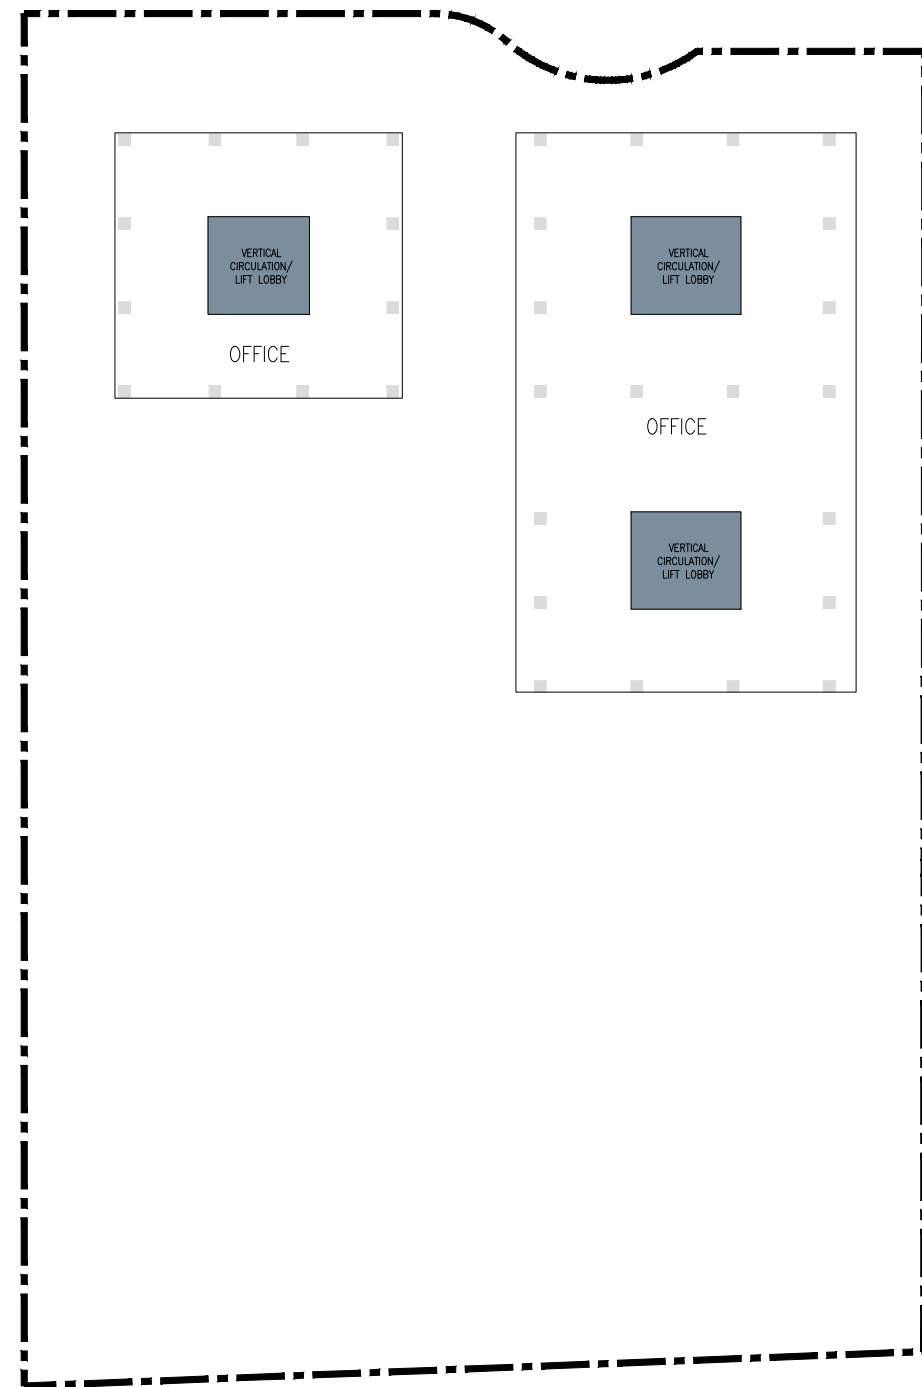 VERTICAL
CIRCULATION/
LIFT LOBBY
OFFICE
VERTICAL
CIRCULATION/
LIFT LOBBY
OFFICE
VERTICAL
CIRCULATION/
LIFT LOBBY